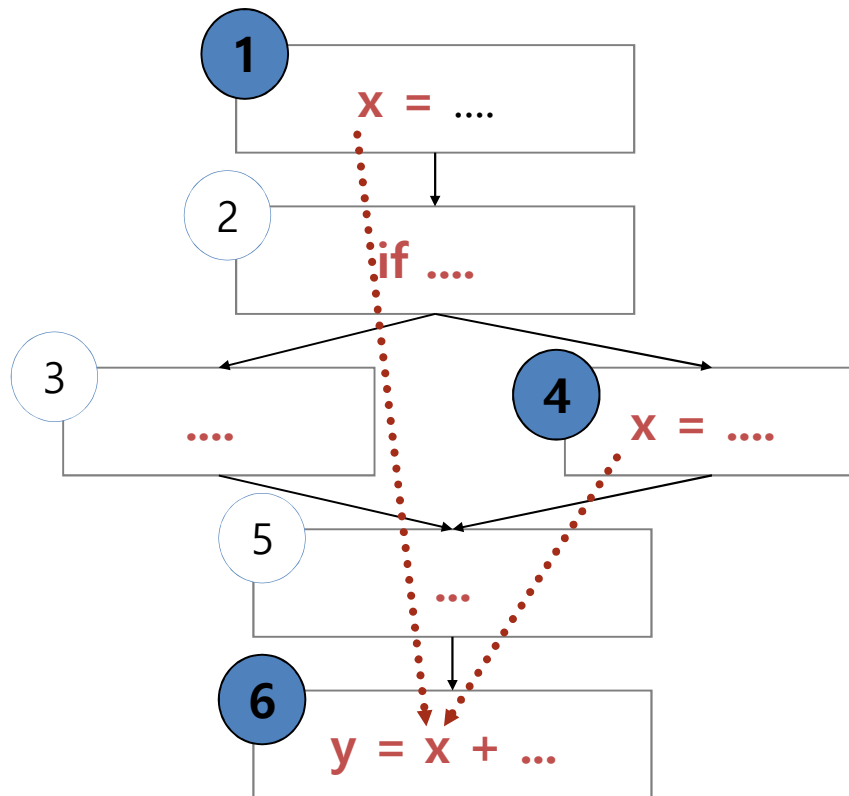 1
x = ....
2
if ....
3
....
4
x = ....
5
...
6
y = x + ...